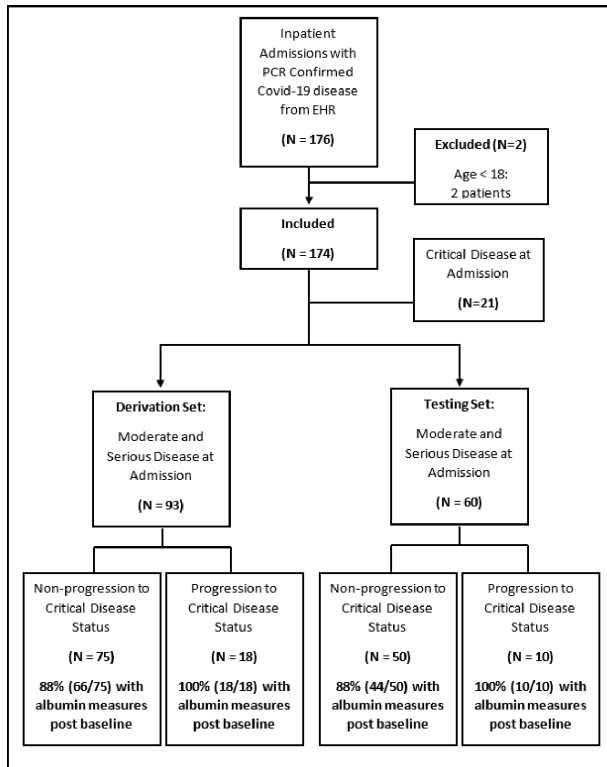 Inpatient
Admissions with
PCR Confirmed
Covid-19 disease
from EHR
(N = 176)
Excluded (N=2)
Age < 18:
2 patients
Included
(N = 174)
Critical Disease at
Admission
(N=21)
Derivation Set:
Moderate and
Serious Disease at
Admission
(N = 93)
Testing Set:
Moderate and
Serious Disease at
Admission
(N = 60)
Non-progression to
Critical Disease
Status
(N = 75)
88% (66/75) with
albumin measures
post baseline
Progression to
Critical Disease
Status
(N = 18)
100% (18/18) with
albumin measures
post baseline
Non-progression to
Critical Disease
Status
(N = 50)
88% (44/50) with
albumin measures
post baseline
Progression to
Critical Disease
Status
(N = 10)
100% (10/10) with
albumin measures
post baseline